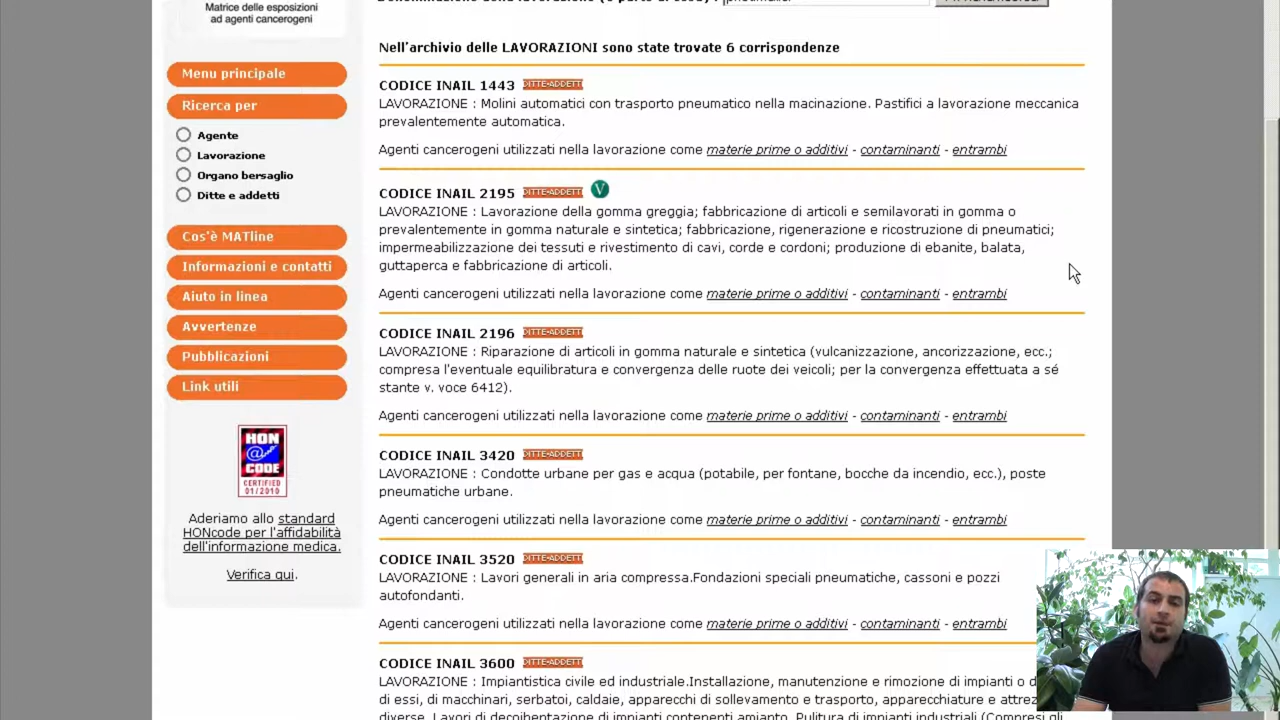 Matrice delle esposizioni
ad agenti cancerogeni
Menu principale
Ricerca per
Agente
Lavorazione
Organo bersaglio
Ditte e addetti
Cos'è MATline
Informazioni e contatti
Aiuto in linea
Avvertenze
Pubblicazioni
Link utili
HON
@
CODE
CERTIFIED
01/2010
Aderiamo allo standard
HONcode per l'affidabilità
dell'informazione medica.
Verifica qui.
Nell'archivio delle LAVORAZIONI sono state trovate 6 corrispondenze
CODICE INAIL 1443 DITTE-ADDETTI
LAVORAZIONE : Molini automatici con trasporto pneumatico nella macinazione. Pastifici a lavorazione meccanica
prevalentemente automatica.
Agenti cancerogeni utilizzati nella lavorazione come materie prime o additivi - contaminanti - entrambi
CODICE INAIL 2195 DITTE-ADDETTI V
LAVORAZIONE : Lavorazione della gomma greggia; fabbricazione di articoli e semilavorati in gomma o
prevalentemente in gomma naturale e sintetica; fabbricazione, rigenerazione e ricostruzione di pneumatici;
impermeabilizzazione dei tessuti e rivestimento di cavi, corde e cordoni; produzione di ebanite, balata,
guttaperca e fabbricazione di articoli.
Agenti cancerogeni utilizzati nella lavorazione come materie prime o additivi - contaminanti - entrambi
CODICE INAIL 2196 DITTE-ADDETTI
LAVORAZIONE : Riparazione di articoli in gomma naturale e sintetica (vulcanizzazione, ancorizzazione, ecc.;
compresa l'eventuale equilibratura e convergenza delle ruote dei veicoli; per la convergenza effettuata a sé
stante v. voce 6412).
Agenti cancerogeni utilizzati nella lavorazione come materie prime o additivi - contaminanti - entrambi
CODICE INAIL 3420 DITTE-ADDETTI
LAVORAZIONE : Condotte urbane per gas e acqua (potabile, per fontane, bocche da incendio, ecc.), poste
pneumatiche urbane.
Agenti cancerogeni utilizzati nella lavorazione come materie prime o additivi - contaminanti - entrambi
CODICE INAIL 3520 DITTE-ADDETTI
LAVORAZIONE : Lavori generali in aria compressa.Fondazioni speciali pneumatiche, cassoni e pozzi
autofondanti.
Agenti cancerogeni utilizzati nella lavorazione come materie prime o additivi - contaminanti - entrambi
CODICE INAIL 3600 DITTE-ADDETTI
LAVORAZIONE : Impiantistica civile ed industriale.Installazione, manutenzione e rimozione di impianti o
di essi, di macchinari, serbatoi, caldaie, apparecchi di sollevamento e trasporto, apparecchiature e
diverse. Lavori di decoibentazione di impianti contenenti amianto. Pulitura di impianti industriali (Compresi gli